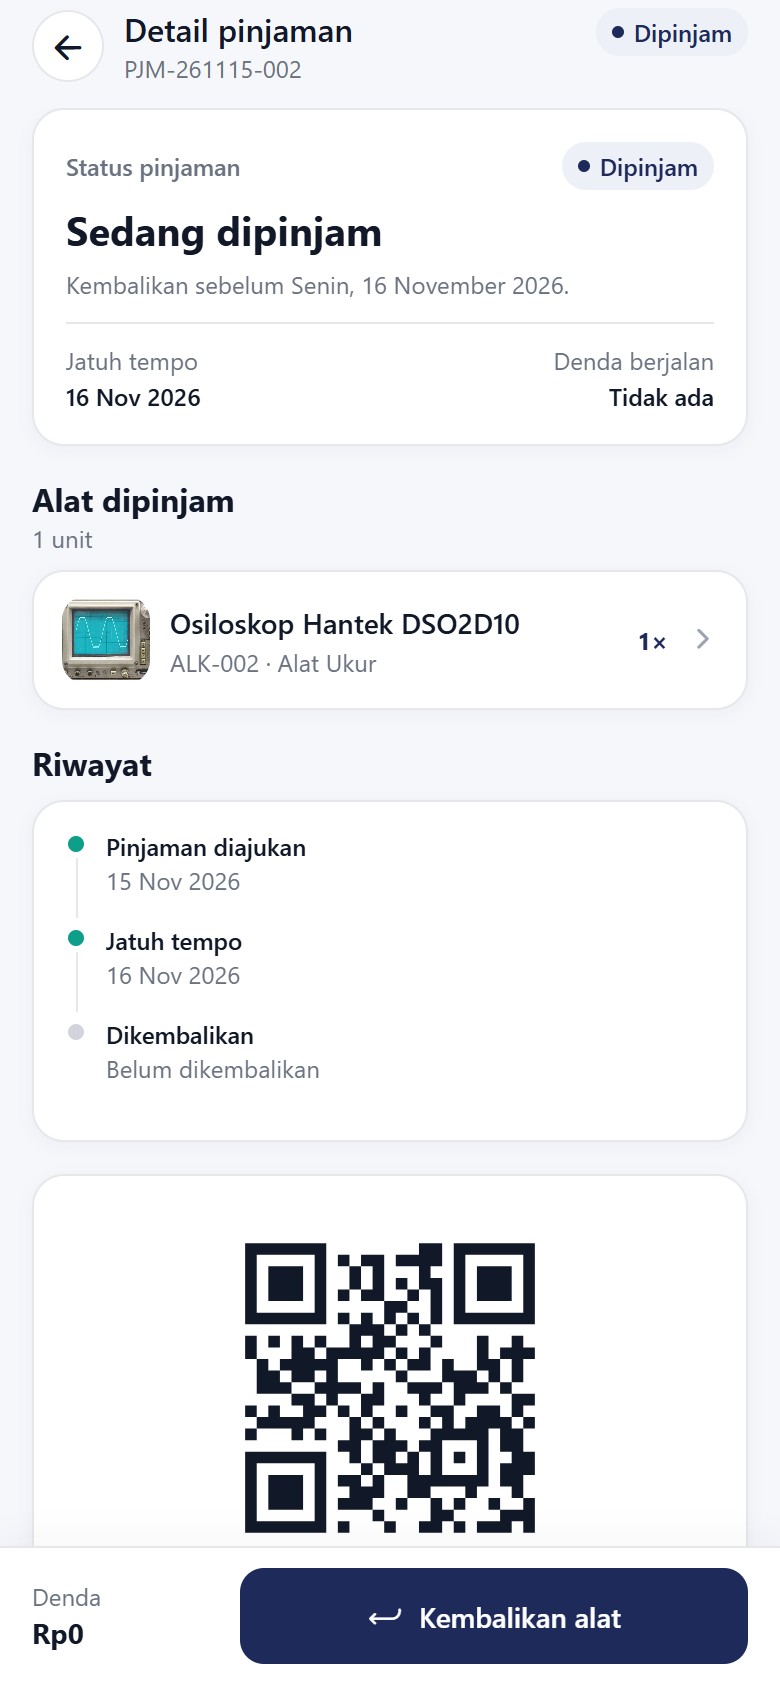 Detail pinjaman
PJM-261115-002
Dipinjam
Status pinjaman
Dipinjam
Sedang dipinjam
Kembalikan sebelum Senin, 16 November 2026.
Jatuh tempo
Denda berjalan
16 Nov 2026
Tidak ada
Alat dipinjam
1 unit
Osiloskop Hantek DSO2D10
ALK-002 · Alat Ukur
1×
Riwayat
Pinjaman diajukan
15 Nov 2026
Jatuh tempo
16 Nov 2026
Dikembalikan
Belum dikembalikan
Denda
Rp0
Kembalikan alat